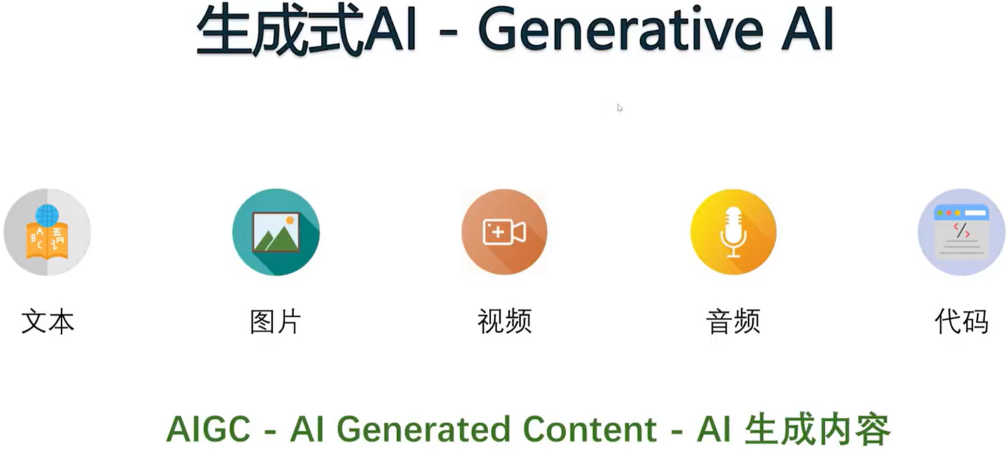 生成式AI - Generative AI
文本
图片
视频
音频
代码
AIGC - AI Generated Content - AI 生成内容